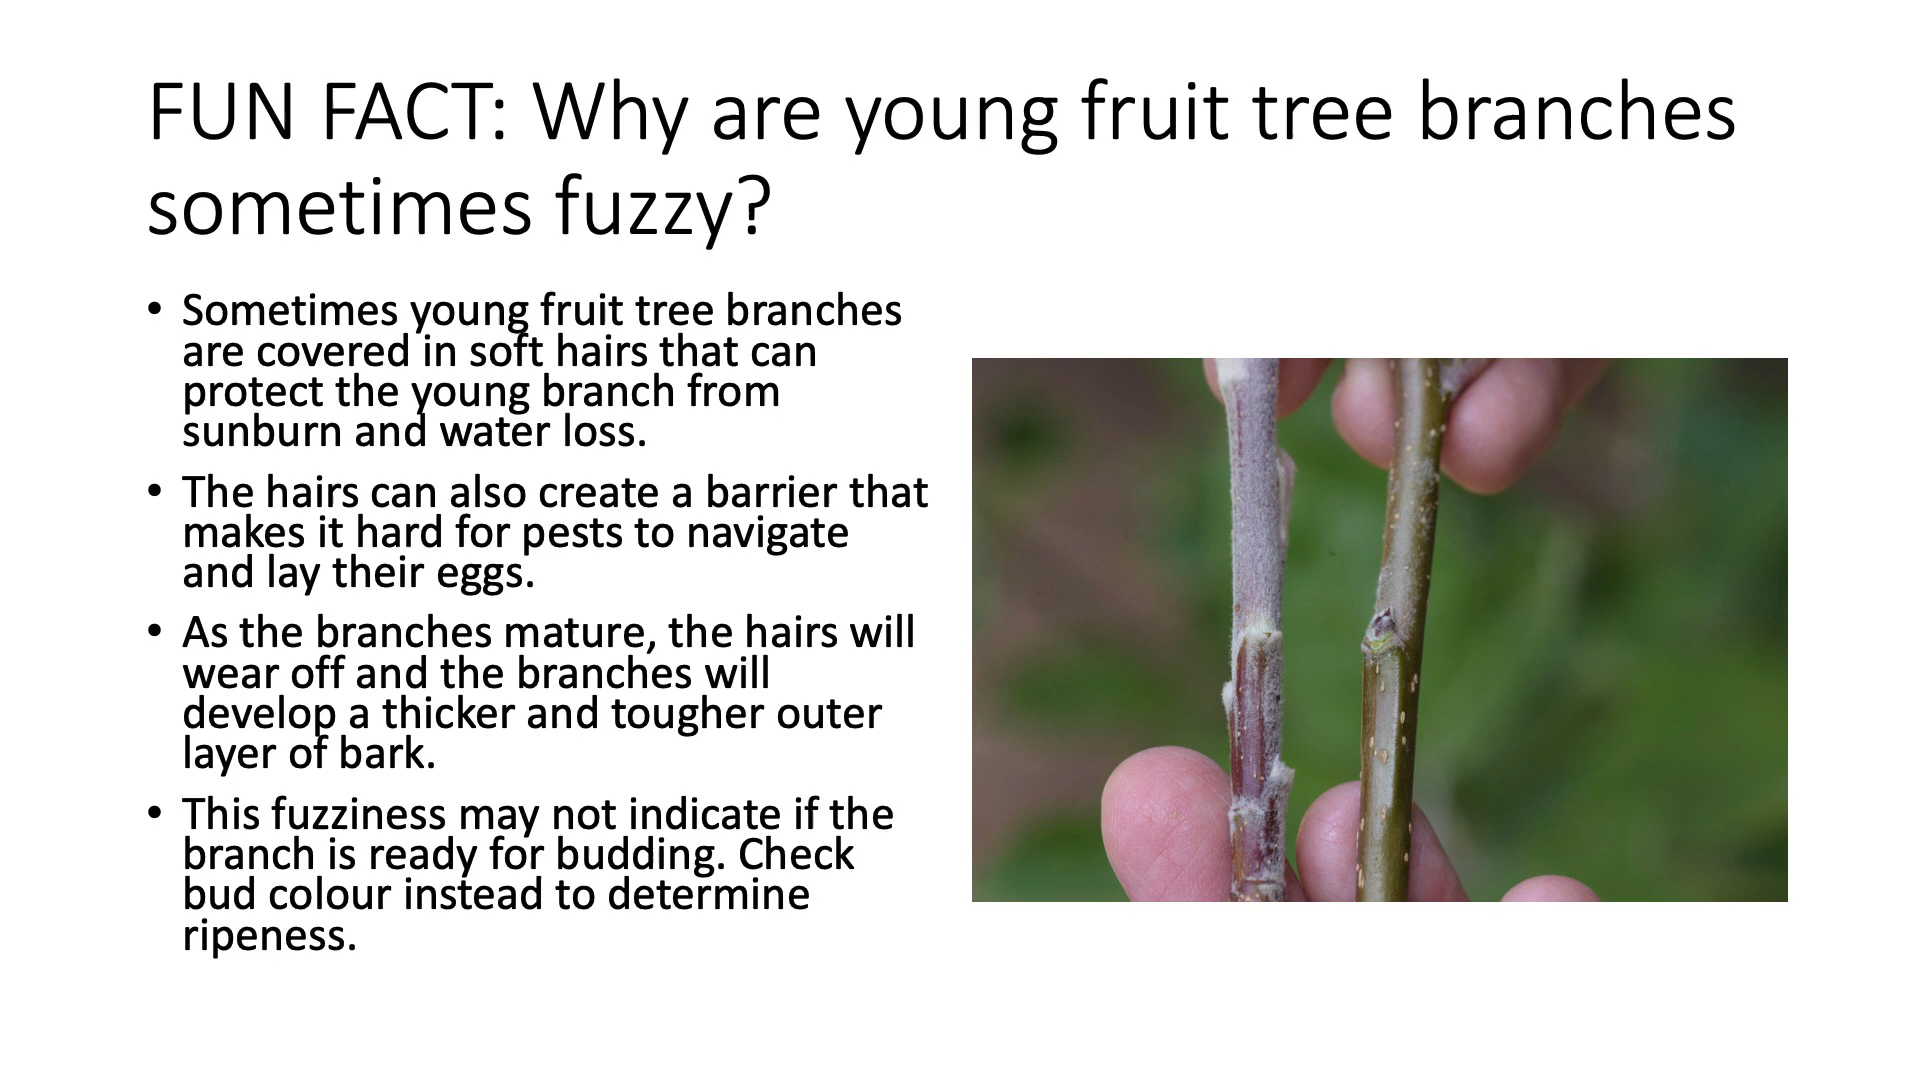 FUN FACT: Why are young fruit tree branches
sometimes fuzzy?
• Sometimes young fruit tree branches
are covered in soft hairs that can
protect the young branch from
sunburn and water loss.
• The hairs can also create a barrier that
makes it hard for pests to navigate
and lay their eggs.
• As the branches mature, the hairs will
wear off and the branches will
develop a thicker and tougher outer
layer of bark.
• This fuzziness may not indicate if the
branch is ready for budding. Check
bud colour instead to determine
ripeness.